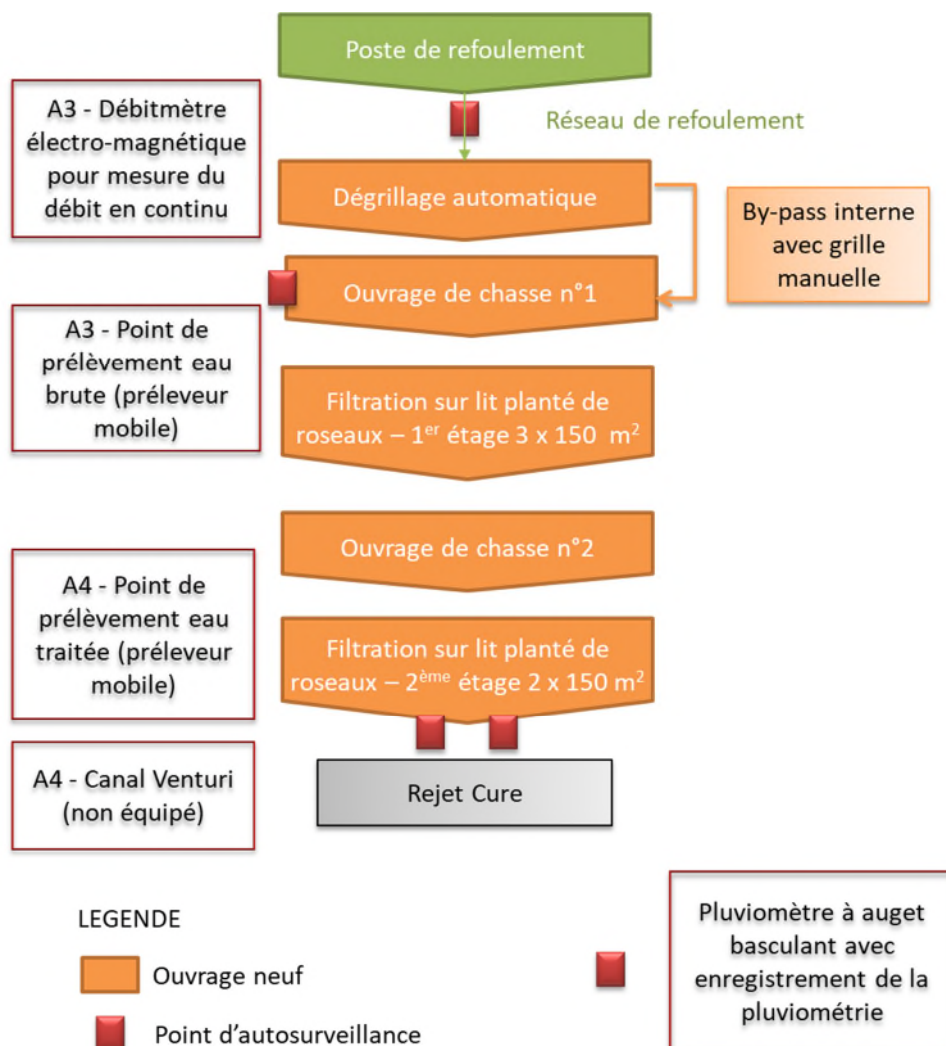 Poste de refoulement
A3 - Débitmètre
électro-magnétique
pour mesure du
débit en continu
Réseau de refoulement
Dégrillage automatique
By-pass interne
avec grille
manuelle
Ouvrage de chasse n°1
A3 - Point de
prélèvement eau
brute (préleveur
mobile)
Filtration sur lit planté de
roseaux – 1er étage 3 x 150 m²
Ouvrage de chasse n°2
A4 - Point de
prélèvement eau
traitée (préleveur
mobile)
Filtration sur lit planté de
roseaux – 2ème étage 2 x 150 m²
A4 - Canal Venturi
(non équipé)
Rejet Cure
LEGENDE
Ouvrage neuf
Point d'autosurveillance
Pluviomètre à auget
basculant avec
enregistrement de la
pluviométrie